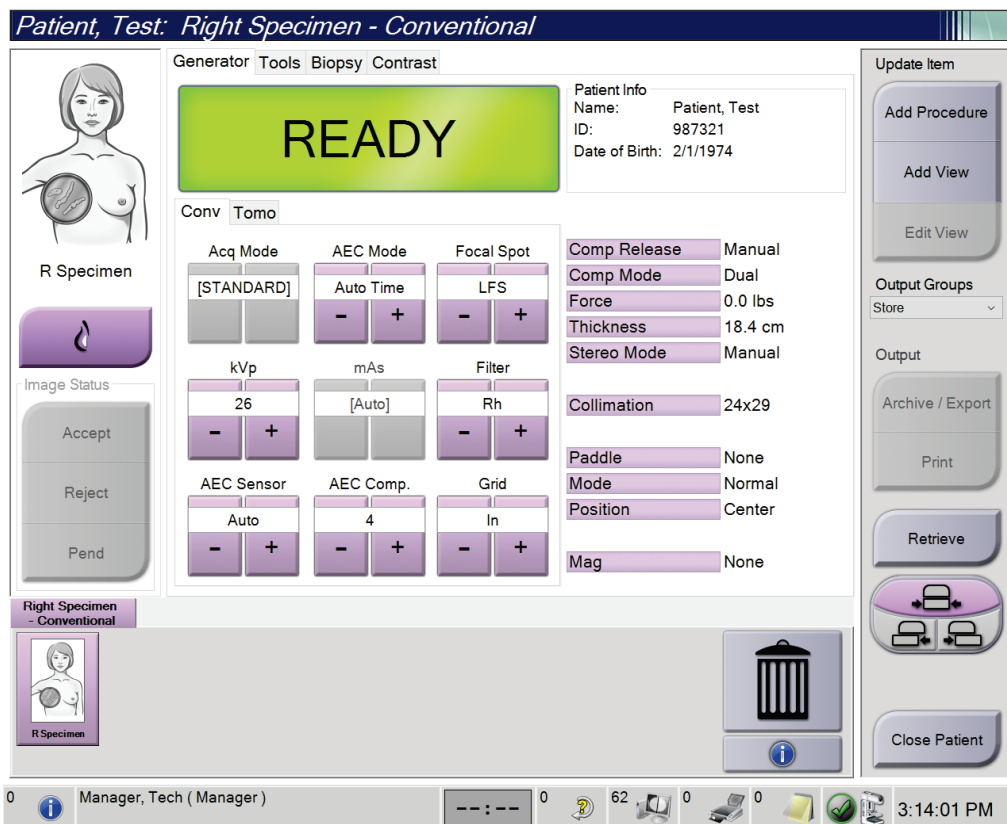 Patient, Test: Right Specimen - Conventional
Generator Tools Biopsy Contrast
READY
Patient Info
Name: Patient, Test
ID: 987321
Date of Birth: 2/1/1974
R Specimen
Image Status
Accept
Reject
Pend
Conv Tomo
Acq Mode AEC Mode Focal Spot
[STANDARD] Auto Time LFS
- + - +
kVp mAs Filter
26 [Auto] Rh
- + - +
AEC Sensor AEC Comp. Grid
Auto 4 In
- + - + - +
Comp Release Manual
Comp Mode Dual
Force 0.0 lbs
Thickness 18.4 cm
Stereo Mode Manual
Collimation 24x29
Paddle None
Mode Normal
Position Center
Mag None
Update Item
Add Procedure
Add View
Edit View
Output Groups
Store
Output
Archive / Export
Print
Retrieve
Close Patient
Right Specimen
- Conventional
R Specimen
0 Manager, Tech ( Manager ) --:-- 0 62 0 0 3:14:01 PM